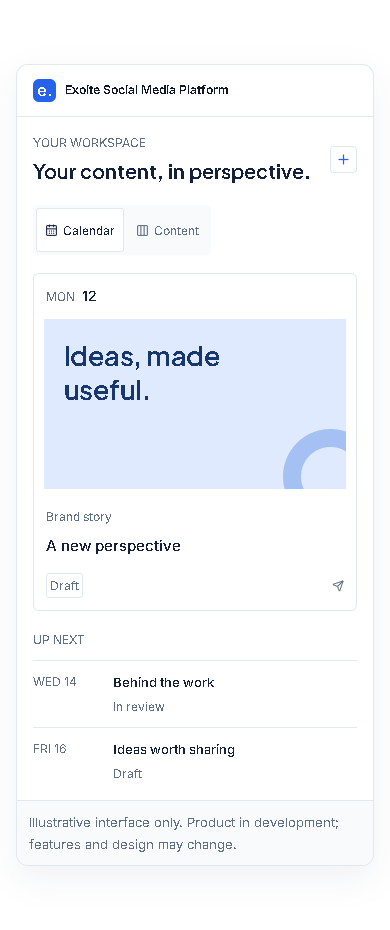 e.
Exoite Social Media Platform
YOUR WORKSPACE
Your content, in perspective.
Calendar
Content
MON 12
Ideas, made
useful.
Brand story
A new perspective
Draft
UP NEXT
WED 14
Behind the work
In review
FRI 16
Ideas worth sharing
Draft
Illustrative interface only. Product in development;
features and design may change.